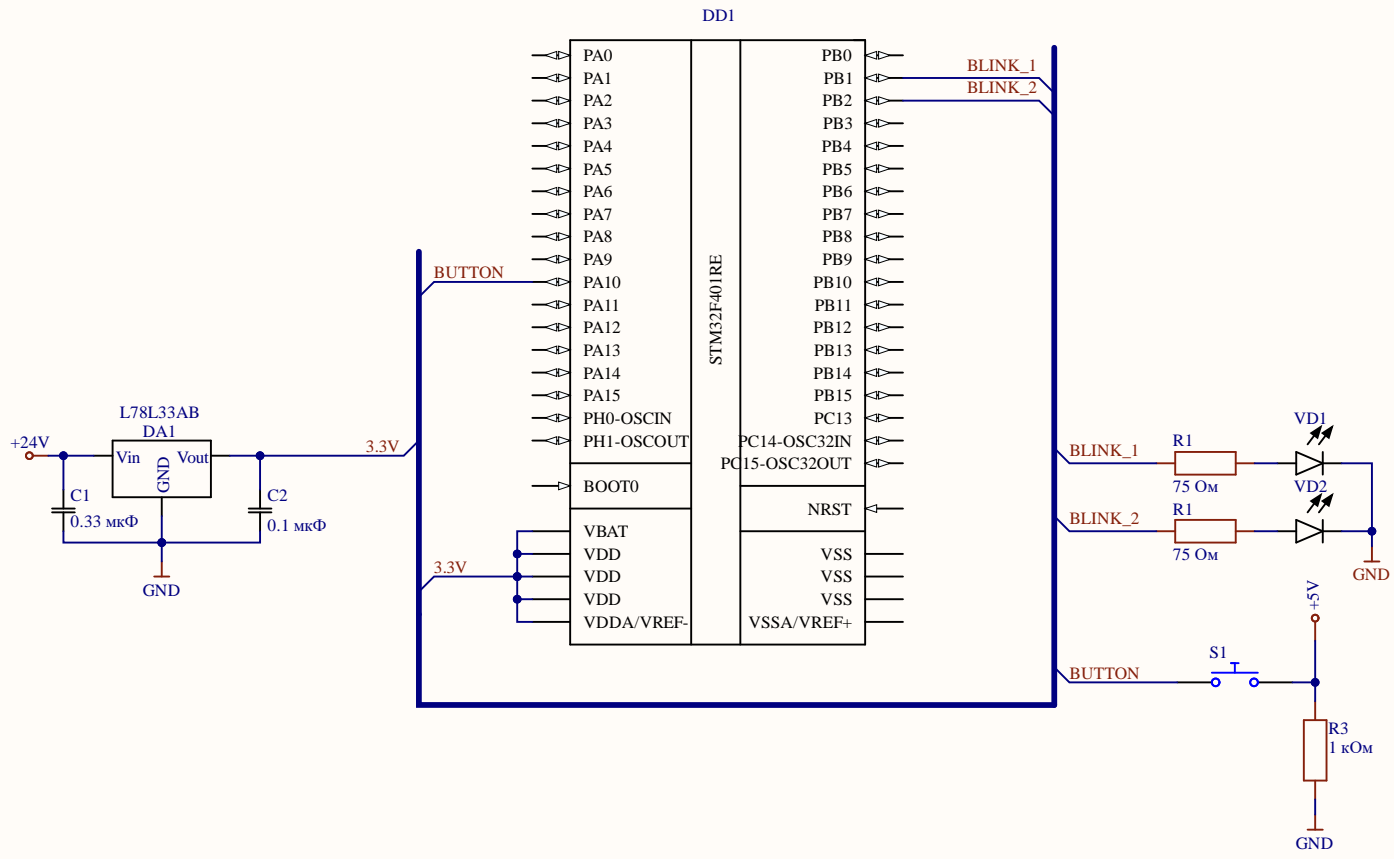 DD1
STM32F401RE
PA0
PA1
PA2
PA3
PA4
PA5
PA6
PA7
PA8
PA9
PA10
PA11
PA12
PA13
PA14
PA15
PH0-OSCIN
PH1-OSCOUT
BOOT0
VBAT
VDD
VDD
VDD
VDDA/VREF-
PB0
PB1
PB2
PB3
PB4
PB5
PB6
PB7
PB8
PB9
PB10
PB11
PB12
PB13
PB14
PB15
PC13
PC14-OSC32IN
PC15-OSC32OUT
NRST
VSS
VSS
VSS
VSSA/VREF+
BLINK_1
BLINK_2
BUTTON
3.3V
3.3V
L78L33AB
DA1
+24V
Vin
GND
Vout
C1
0.33 мкФ
C2
0.1 мкФ
GND
BLINK_1
R1
75 Ом
VD1
BLINK_2
R1
75 Ом
VD2
GND
BUTTON
S1
+5V
R3
1 кОм
GND